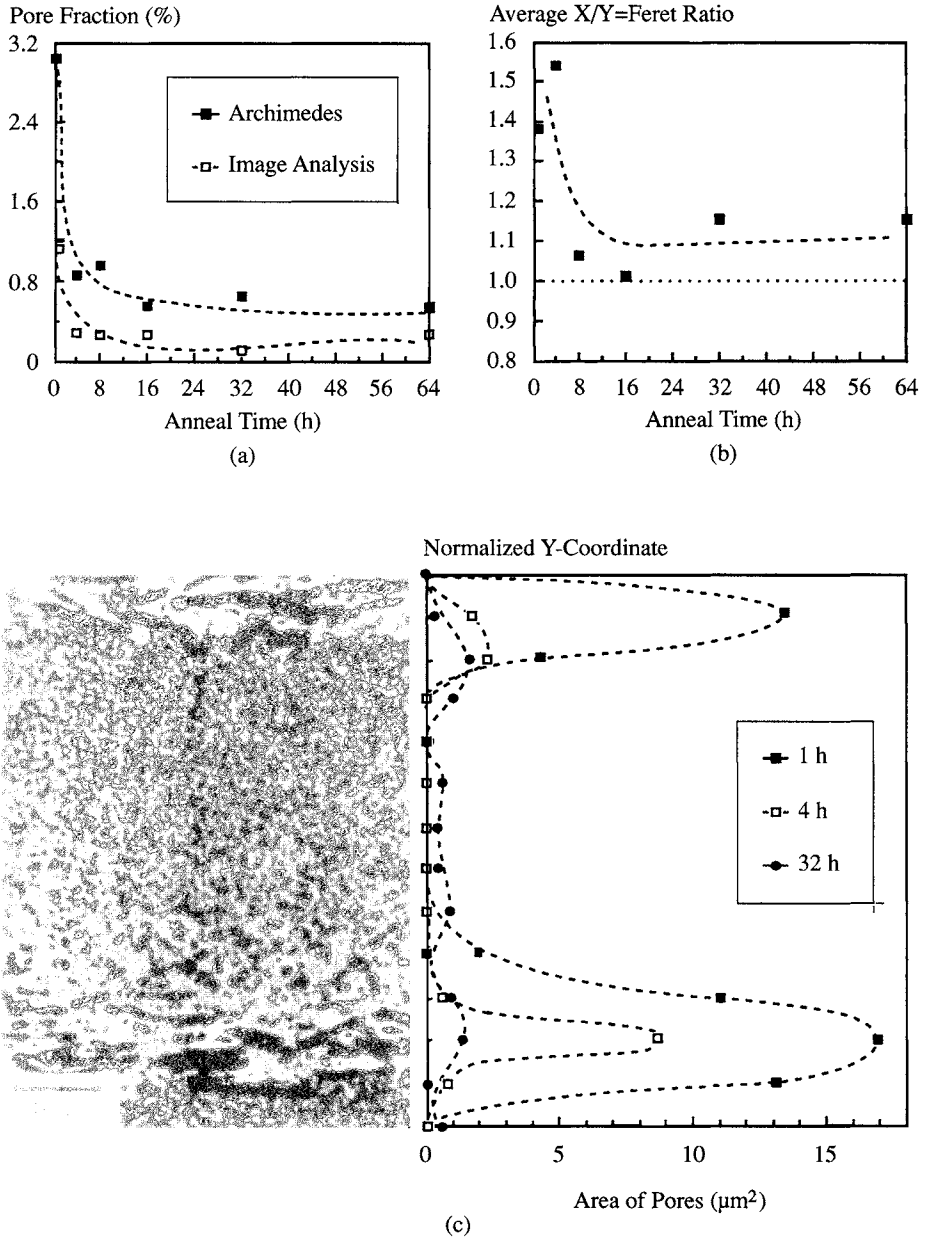 Pore Fraction (%)
3.2
2.4
1.6
0.8
0
Archimedes
Image Analysis
0 8 16 24 32 40 48 56 64
Anneal Time (h)
(a)
Average X/Y=Feret Ratio
1.6
1.5
1.4
1.3
1.2
1.1
1.0
0.9
0.8
0 8 16 24 32 40 48 56 64
Anneal Time (h)
(b)
Normalized Y-Coordinate
1 h
4 h
32 h
0 5 10 15
Area of Pores (µm²)
(c)